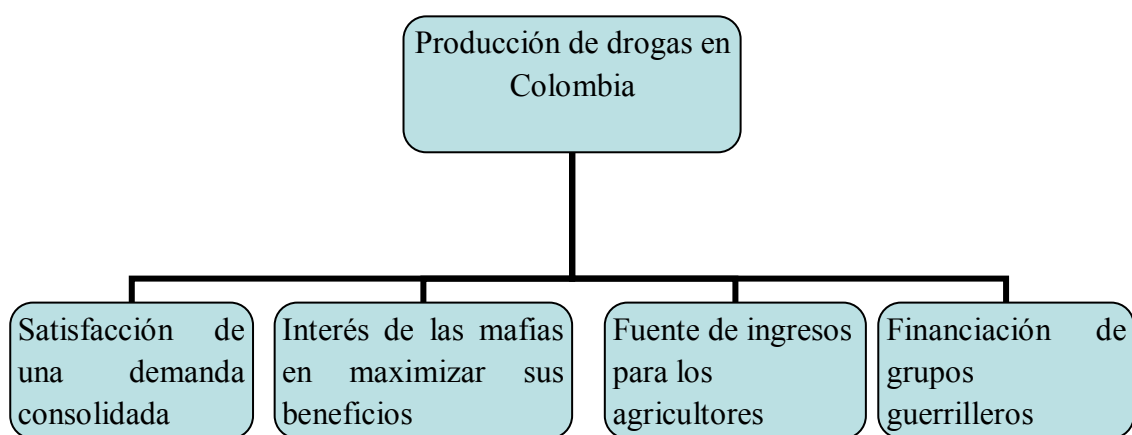 Producción de drogas en
Colombia
Satisfacción de
una demanda
consolidada
Interés de las mafias
en maximizar sus
beneficios
Fuente de ingresos
para los
agricultores
Financiación de
grupos
guerrilleros